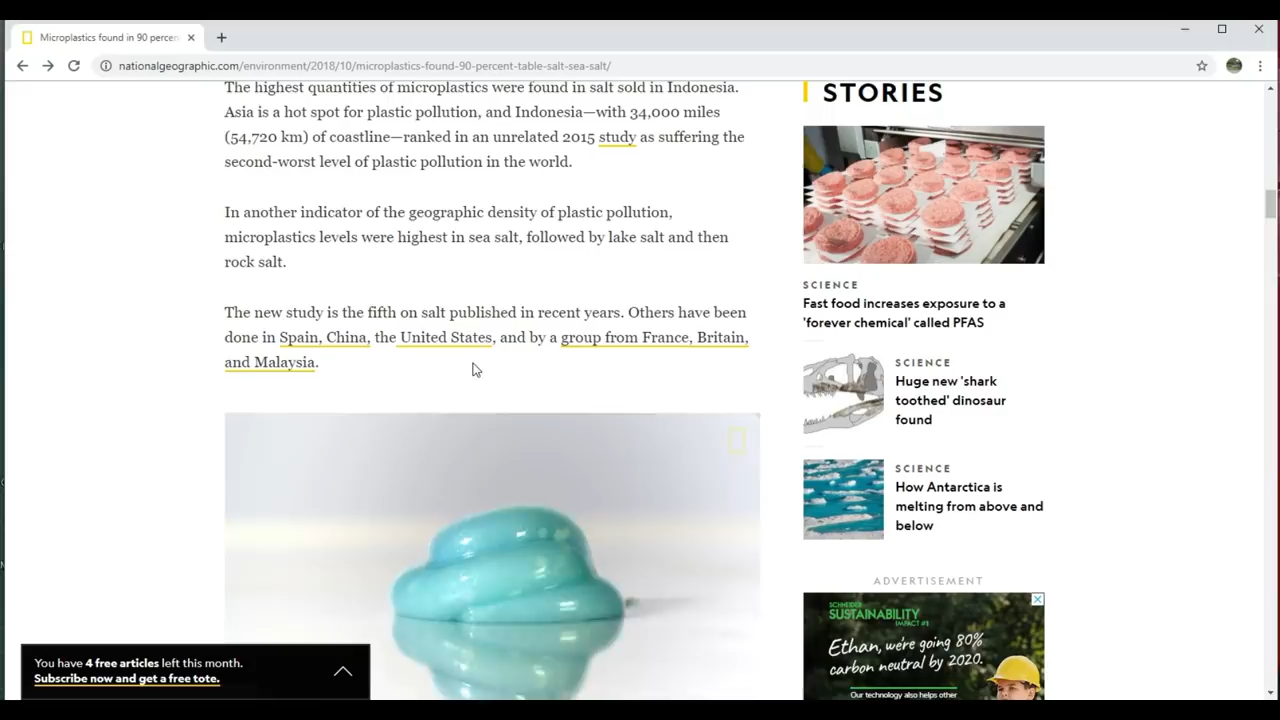 Microplastics found in 90 percen
nationalgeographic.com/environment/2018/10/microplastics-found-90-percent-table-salt-sea-salt/
The highest quantities of microplastics were found in salt sold in Indonesia.
Asia is a hot spot for plastic pollution, and Indonesia—with 34,000 miles
(54,720 km) of coastline—ranked in an unrelated 2015 study as suffering the
second-worst level of plastic pollution in the world.
In another indicator of the geographic density of plastic pollution,
microplastics levels were highest in sea salt, followed by lake salt and then
rock salt.
The new study is the fifth on salt published in recent years. Others have been
done in Spain, China, the United States, and by a group from France, Britain,
and Malaysia.
You have 4 free articles left this month.
Subscribe now and get a free tote.
STORIES
SCIENCE
Fast food increases exposure to a
'forever chemical' called PFAS
SCIENCE
Huge new 'shark
toothed' dinosaur
found
SCIENCE
How Antarctica is
melting from above and
below
ADVERTISEMENT
SCHNEIDER
SUSTAINABILITY
IMPACT #1
Ethan, we're going 80%
carbon neutral by 2020.
Our technology also helps other